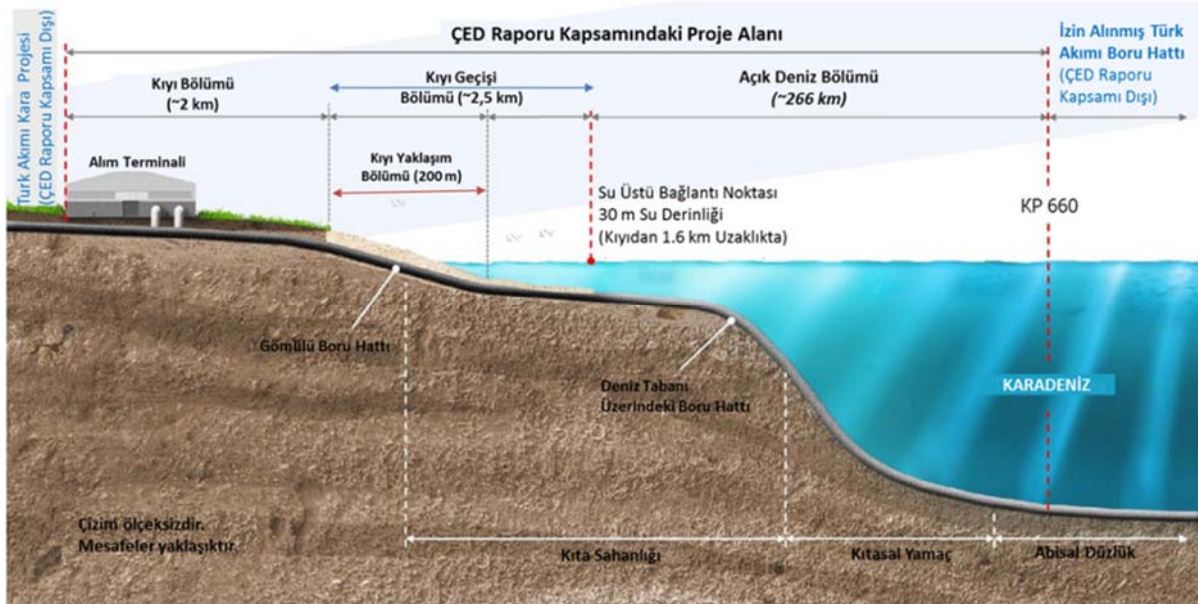 Turk Akımı Kara Projesi
(ÇED Raporu Kapsamı Dışı)
ÇED Raporu Kapsamındaki Proje Alanı
İzin Alınmış Türk
Akımı Boru Hattı
(ÇED Raporu
Kapsamı Dışı)
Kıyı Bölümü
(~2 km)
Kıyı Geçişi
Bölümü (~2,5 km)
Açık Deniz Bölümü
(~266 km)
Alım Terminali
Kıyı Yaklaşım
Bölümü (200 m)
Su Üstü Bağlantı Noktası
30 m Su Derinliği
(Kıyıdan 1.6 km Uzaklıkta)
KP 660
Gömülü Boru Hattı
Deniz Tabanı
Üzerindeki Boru Hattı
KARADENİZ
Çizim ölçeksizdir.
Mesafeler yaklaşıktır.
Kıta Sahanlığı
Kıtasal Yamaç
Abisal Düzlük